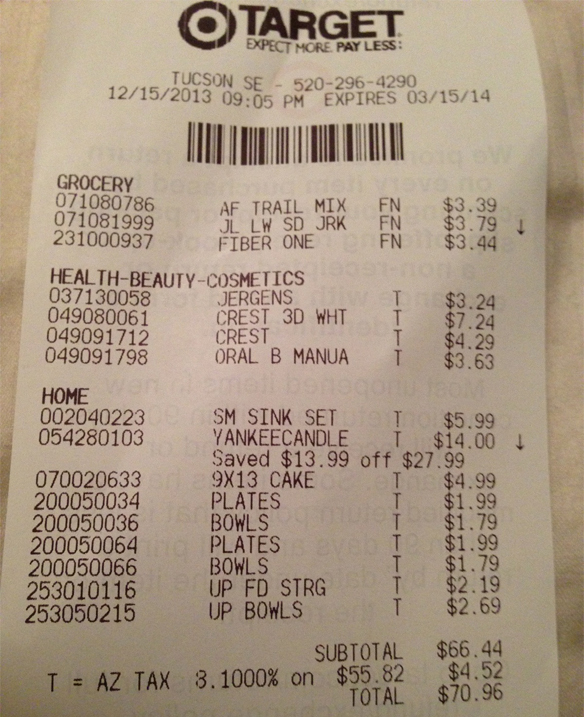 TARGET
EXPECT MORE. PAY LESS.
TUCSON SE - 520-296-4290
12/15/2013 09:05 PM EXPIRES 03/15/14
GROCERY
071080786 AF TRAIL MIX FN $3.39
071081999 JL LW SD JRK FN $3.79 ↓
231000937 FIBER ONE FN $3.44
HEALTH-BEAUTY-COSMETICS
037130058 JERGENS T $3.24
049080061 CREST 3D WHT T $7.24
049091712 CREST T $4.29
049091798 ORAL B MANUA T $3.63
HOME
002040223 SM SINK SET T $5.99
054280103 YANKEECANDLE T $14.00 ↓
Saved $13.99 off $27.99
070020633 9X13 CAKE T $4.99
200050034 PLATES T $1.99
200050036 BOWLS T $1.79
200050064 PLATES T $1.99
200050066 BOWLS T $1.79
253010116 UP FD STRG T $2.19
253050215 UP BOWLS T $2.69
SUBTOTAL $66.44
T = AZ TAX 8.1000% on $55.82 $4.52
TOTAL $70.96